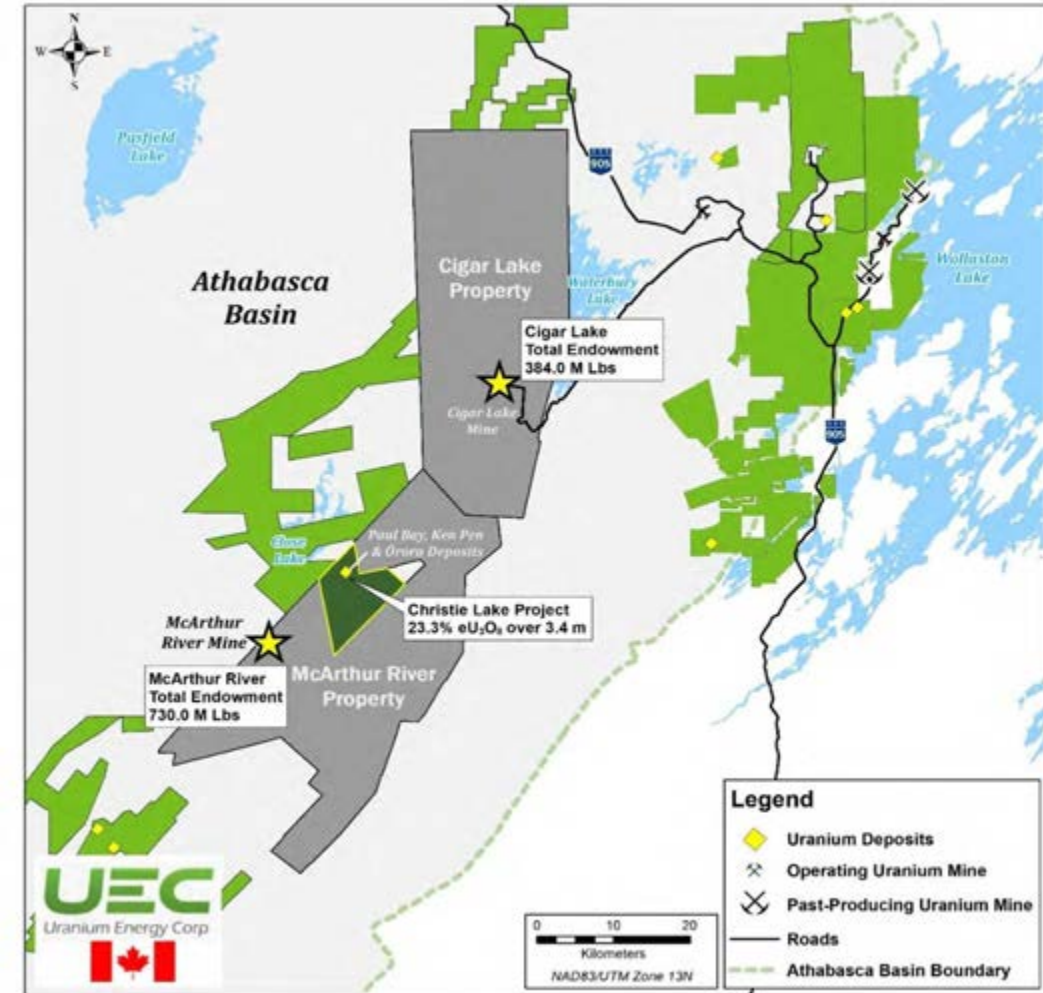 N
W
E
S
Pasfield
Lake
905
Athabasca
Basin
Cigar Lake
Property
Waterbury
Lake
Wollaston
Lake
Cigar Lake
Total Endowment
384.0 M Lbs
Cigar Lake
Mine
905
Paul Bay, Ken Pen
& Ōrora Deposits
Close
Lake
Christie Lake Project
23.3% eU₃O₈ over 3.4 m
McArthur
River Mine
McArthur River
Total Endowment
730.0 M Lbs
McArthur River
Property
Legend
Uranium Deposits
Operating Uranium Mine
Past-Producing Uranium Mine
Roads
Athabasca Basin Boundary
UEC
Uranium Energy Corp
0 10 20
Kilometers
NAD83/UTM Zone 13N